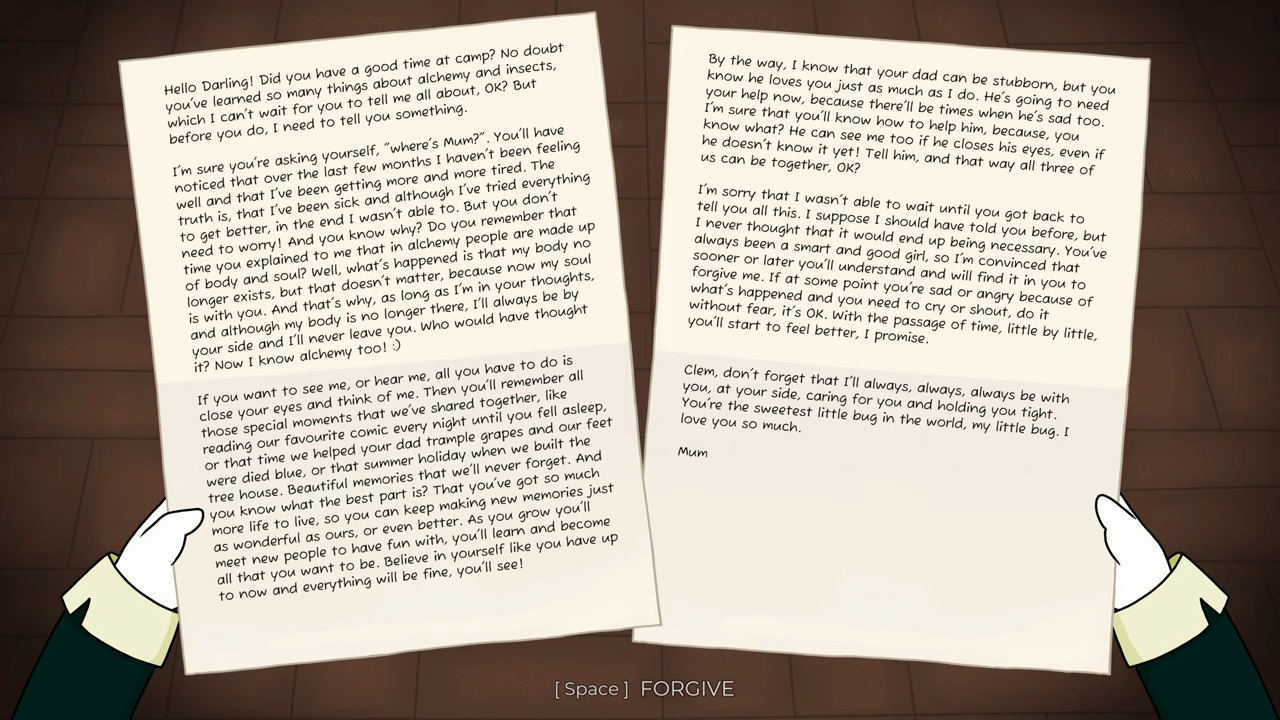 Hello Darling! Did you have a good time at camp? No doubt
you've learned so many things about alchemy and insects,
which I can't wait for you to tell me all about, OK? But
before you do, I need to tell you something.
I'm sure you're asking yourself, "where's Mum?". You'll have
noticed that over the last few months I haven't been feeling
well and that I've been getting more and more tired. The
truth is, that I've been sick and although I've tried everything
to get better, in the end I wasn't able to. But you don't
need to worry! And you know why? Do you remember that
time you explained to me that in alchemy people are made up
of body and soul? Well, what's happened is that my body no
longer exists, but that doesn't matter, because now my soul
is with you. And that's why, as long as I'm in your thoughts,
and although my body is no longer there, I'll always be by
your side and I'll never leave you. Who would have thought
it? Now I know alchemy too! :)
If you want to see me, or hear me, all you have to do is
close your eyes and think of me. Then you'll remember all
those special moments that we've shared together, like
reading our favourite comic every night until you fell asleep,
or that time we helped your dad trample grapes and our feet
were died blue, or that summer holiday when we built the
tree house. Beautiful memories that we'll never forget. And
you know what the best part is? That you've got so much
more life to live, so you can keep making new memories just
as wonderful as ours, or even better. As you grow you'll
meet new people to have fun with, you'll learn and become
all that you want to be. Believe in yourself like you have up
to now and everything will be fine, you'll see!
By the way, I know that your dad can be stubborn, but you
know he loves you just as much as I do. He's going to need
your help now, because there'll be times when he's sad too.
I'm sure that you'll know how to help him, because, you
know what? He can see me too if he closes his eyes, even if
he doesn't know it yet! Tell him, and that way all three of
us can be together, OK?
I'm sorry that I wasn't able to wait until you got back to
tell you all this. I suppose I should have told you before, but
I never thought that it would end up being necessary. You've
always been a smart and good girl, so I'm convinced that
sooner or later you'll understand and will find it in you to
forgive me. If at some point you're sad or angry because of
what's happened and you need to cry or shout, do it
without fear, it's OK. With the passage of time, little by little,
you'll start to feel better, I promise.
Clem, don't forget that I'll always, always, always be with
you, at your side, caring for you and holding you tight.
You're the sweetest little bug in the world, my little bug. I
love you so much.
Mum
[ Space ] FORGIVE